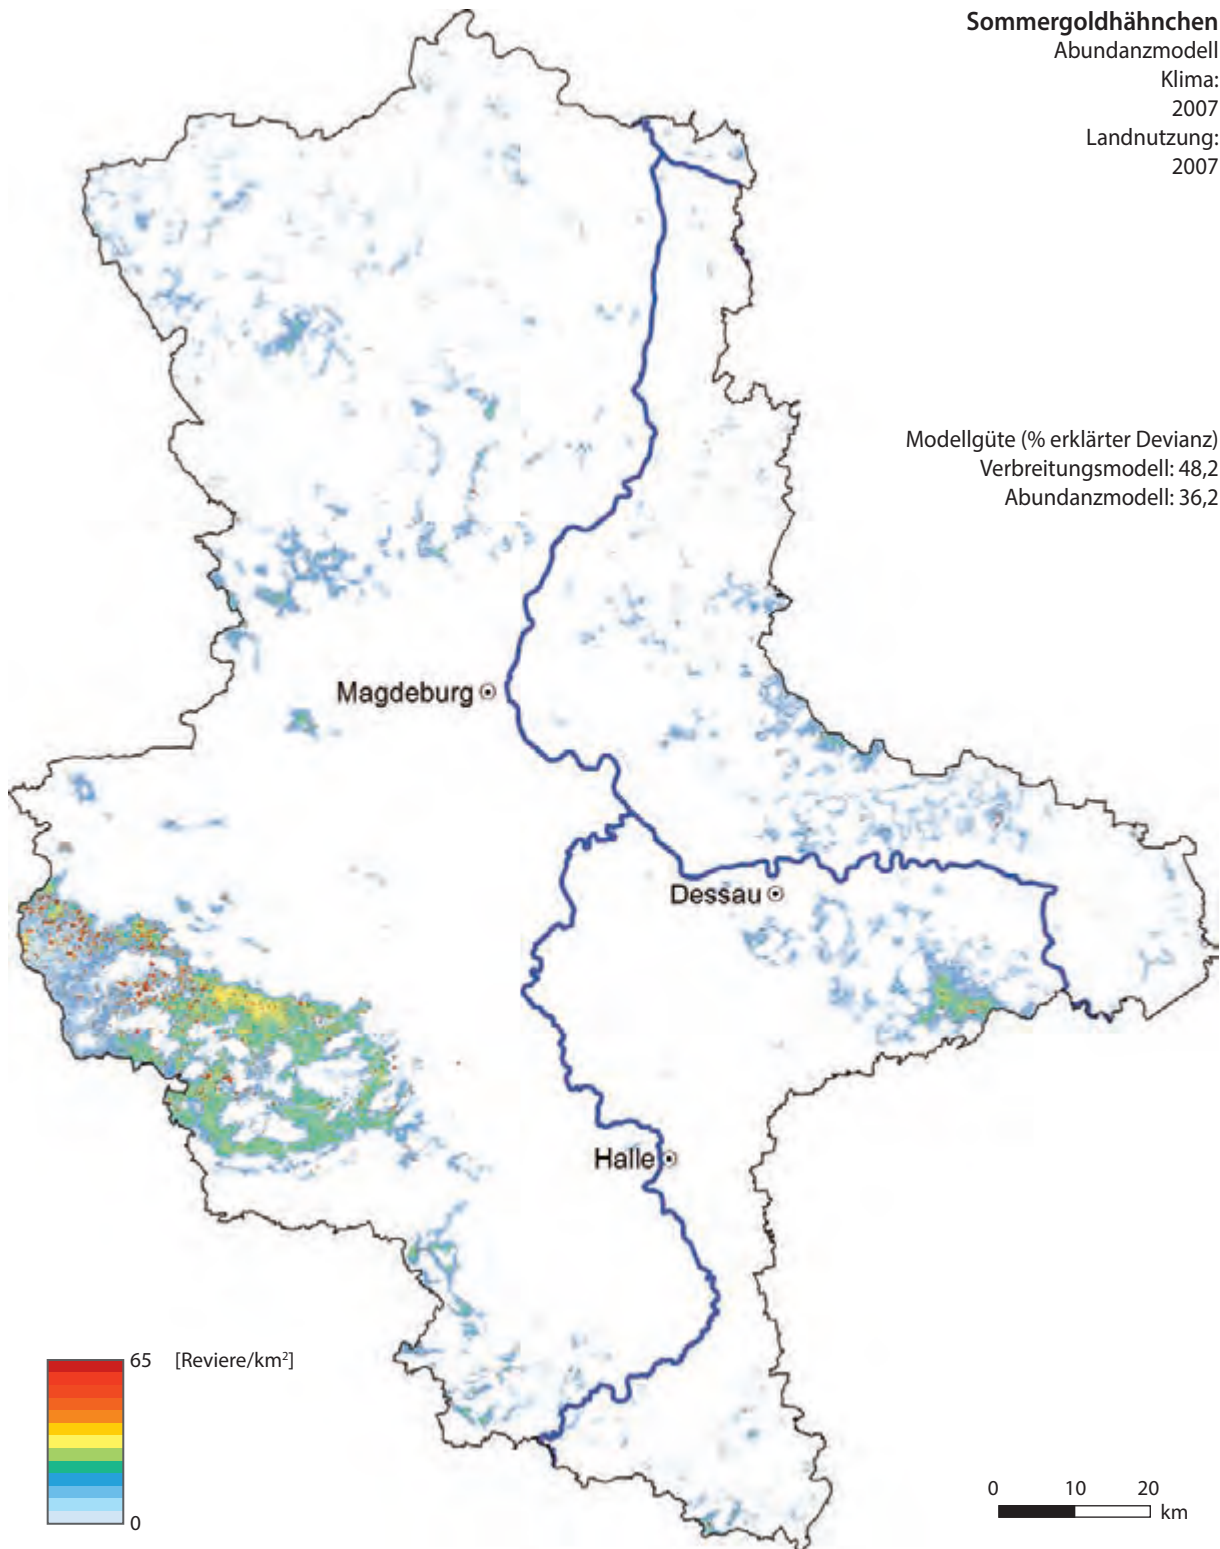 Sommergoldhähnchen
Abundanzmodell
Klima:
2007
Landnutzung:
2007
Modellgüte (% erklärter Devianz)
Verbreitungsmodell: 48,2
Abundanzmodell: 36,2
Magdeburg
Dessau
Halle
65 [Reviere/km²]
0
0 10 20
km